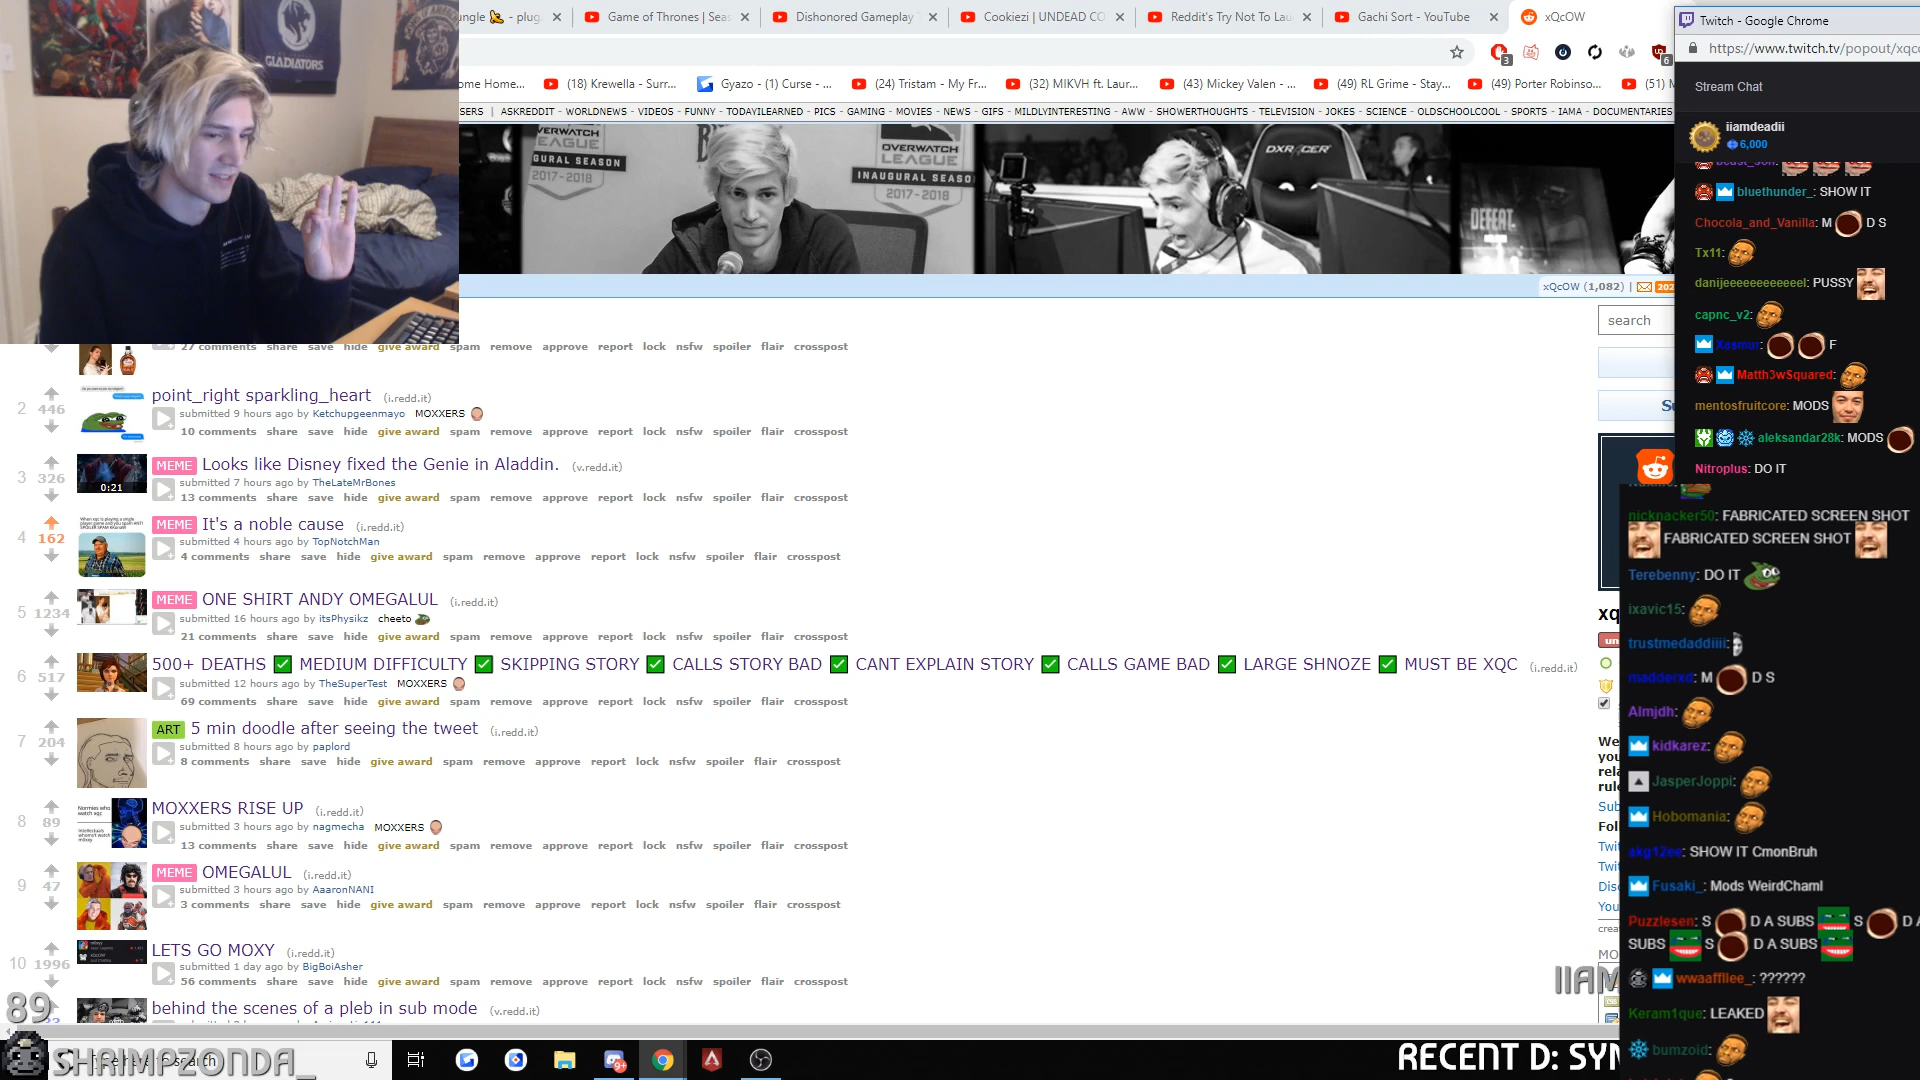 GLADIATORS
Game of Thrones | Seas
Dishonored Gameplay
Cookiezi | UNDEAD CO
Reddit's Try Not To Lau
Gachi Sort - YouTube
xQcOW
Twitch - Google Chrome
https://www.twitch.tv/popout/xqc
ome Home...
(18) Krewella - Surr...
Gyazo - (1) Curse - ...
(24) Tristam - My Fr...
(32) MIKVH ft. Laur...
(43) Mickey Valen - ...
(49) RL Grime - Stay...
(49) Porter Robinso...
Stream Chat
ASKREDDIT - WORLDNEWS - VIDEOS - FUNNY - TODAYILEARNED - PICS - GAMING - MOVIES - NEWS - GIFS - MILDLYINTERESTING - AWW - SHOWERTHOUGHTS - TELEVISION - JOKES - SCIENCE - OLDSCHOOLCOOL - SPORTS - IAMA - DOCUMENTARIES
OVERWATCH LEAGUE
INAUGURAL SEASON
2017-2018
DXRACER
DEFEAT.
xQcOW (1,082) |
search
iiamdeadii
6,000
bluethunder_: SHOW IT
Chocola_and_Vanilla: M D S
Tx11:
danijeeeeeeeeeeeel: PUSSY
capnc_v2:
Xasmur: F
Matth3wSquared:
mentosfruitcore: MODS
aleksandar28k: MODS
Nitroplus: DO IT
nicknacker50: FABRICATED SCREEN SHOT
FABRICATED SCREEN SHOT
Terebenny: DO IT
ixavic15:
trustmedaddiiii:
madderxd: M D S
Almjdh:
kidkarez:
JasperJoppi:
Hobomania:
akg12ee: SHOW IT CmonBruh
Fusaki_: Mods WeirdChaml
Puzzlesen: S D A SUBS S D A
SUBS S D A SUBS
wwaaffllee_: ??????
Keram1que: LEAKED
bumzoid:
27 comments share save hide give award spam remove approve report lock nsfw spoiler flair crosspost
2 446 point_right sparkling_heart (i.redd.it)
submitted 9 hours ago by Ketchupgeenmayo MOXXERS
10 comments share save hide give award spam remove approve report lock nsfw spoiler flair crosspost
3 326 MEME Looks like Disney fixed the Genie in Aladdin. (v.redd.it)
0:21
submitted 7 hours ago by TheLateMrBones
13 comments share save hide give award spam remove approve report lock nsfw spoiler flair crosspost
4 162 MEME It's a noble cause (i.redd.it)
submitted 4 hours ago by TopNotchMan
4 comments share save hide give award spam remove approve report lock nsfw spoiler flair crosspost
5 1234 MEME ONE SHIRT ANDY OMEGALUL (i.redd.it)
submitted 16 hours ago by itsPhysikz cheeto
21 comments share save hide give award spam remove approve report lock nsfw spoiler flair crosspost
6 517 500+ DEATHS ✅ MEDIUM DIFFICULTY ✅ SKIPPING STORY ✅ CALLS STORY BAD ✅ CANT EXPLAIN STORY ✅ CALLS GAME BAD ✅ LARGE SHNOZE ✅ MUST BE XQC (i.redd.it)
submitted 12 hours ago by TheSuperTest MOXXERS
69 comments share save hide give award spam remove approve report lock nsfw spoiler flair crosspost
7 204 ART 5 min doodle after seeing the tweet (i.redd.it)
submitted 8 hours ago by paplord
8 comments share save hide give award spam remove approve report lock nsfw spoiler flair crosspost
8 89 MOXXERS RISE UP (i.redd.it)
submitted 3 hours ago by nagmecha MOXXERS
13 comments share save hide give award spam remove approve report lock nsfw spoiler flair crosspost
9 47 MEME OMEGALUL (i.redd.it)
submitted 3 hours ago by AaaronNANI
3 comments share save hide give award spam remove approve report lock nsfw spoiler flair crosspost
10 1996 LETS GO MOXY (i.redd.it)
submitted 1 day ago by BigBoiAsher
56 comments share save hide give award spam remove approve report lock nsfw spoiler flair crosspost
behind the scenes of a pleb in sub mode (v.redd.it)
89
SHAIMPZONDA_
IIAM
RECENT D: SYN